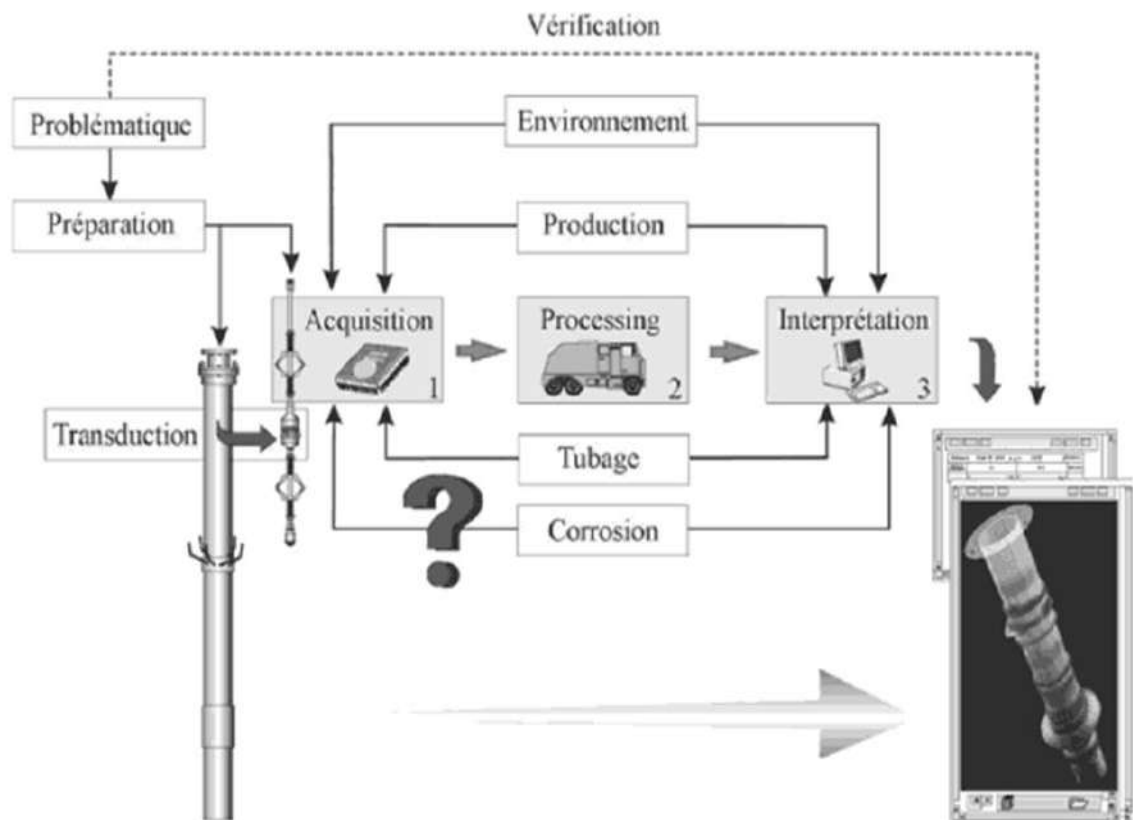 Vérification
Problématique
Environnement
Préparation
Production
Acquisition
1
Processing
2
Interprétation
3
Transduction
Tubage
Corrosion
?